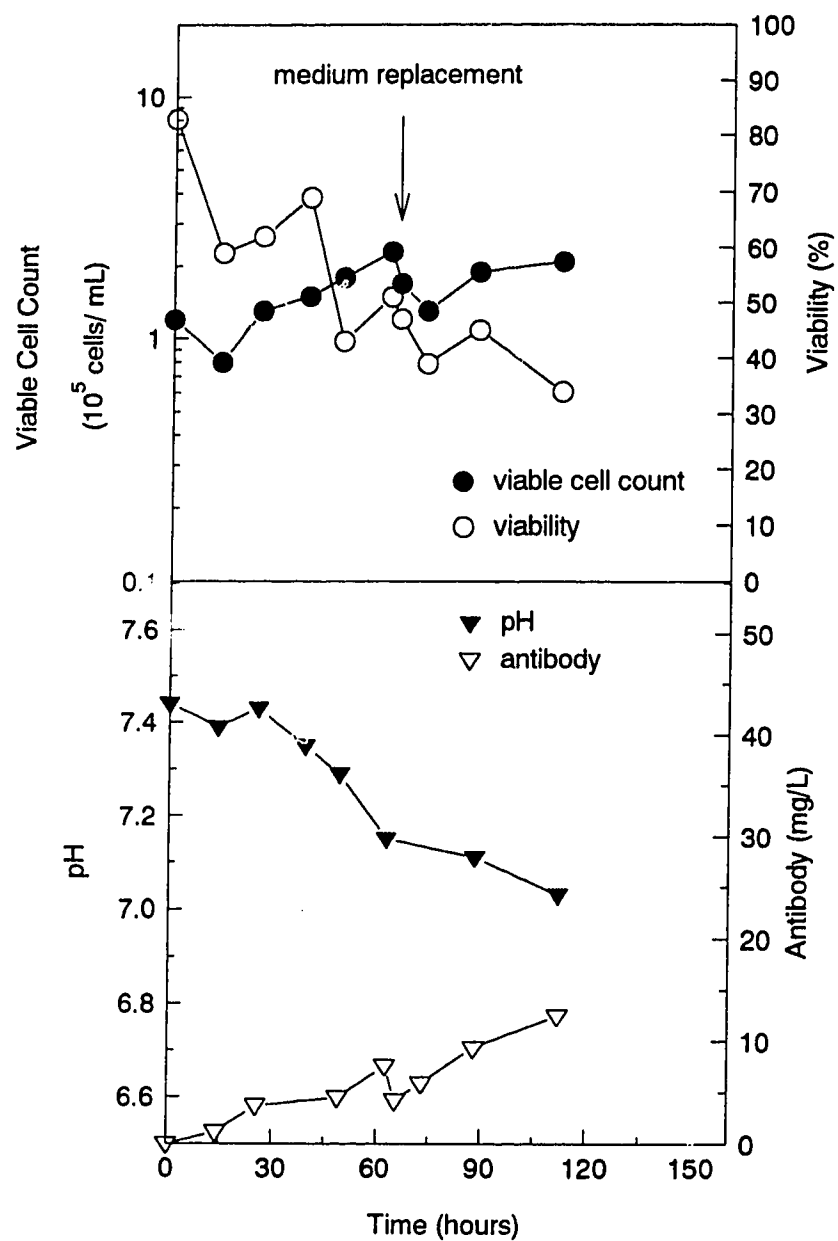 100
medium replacement
90
10
80
70
60
50
1
40
30
20
10
0.1
0
Viable Cell Count
(10⁵ cells/ mL)
Viability (%)
viable cell count
viability
pH
antibody
7.6
7.4
7.2
7.0
6.8
6.6
pH
50
40
30
20
10
0
Antibody (mg/L)
0 30 60 90 120 150
Time (hours)